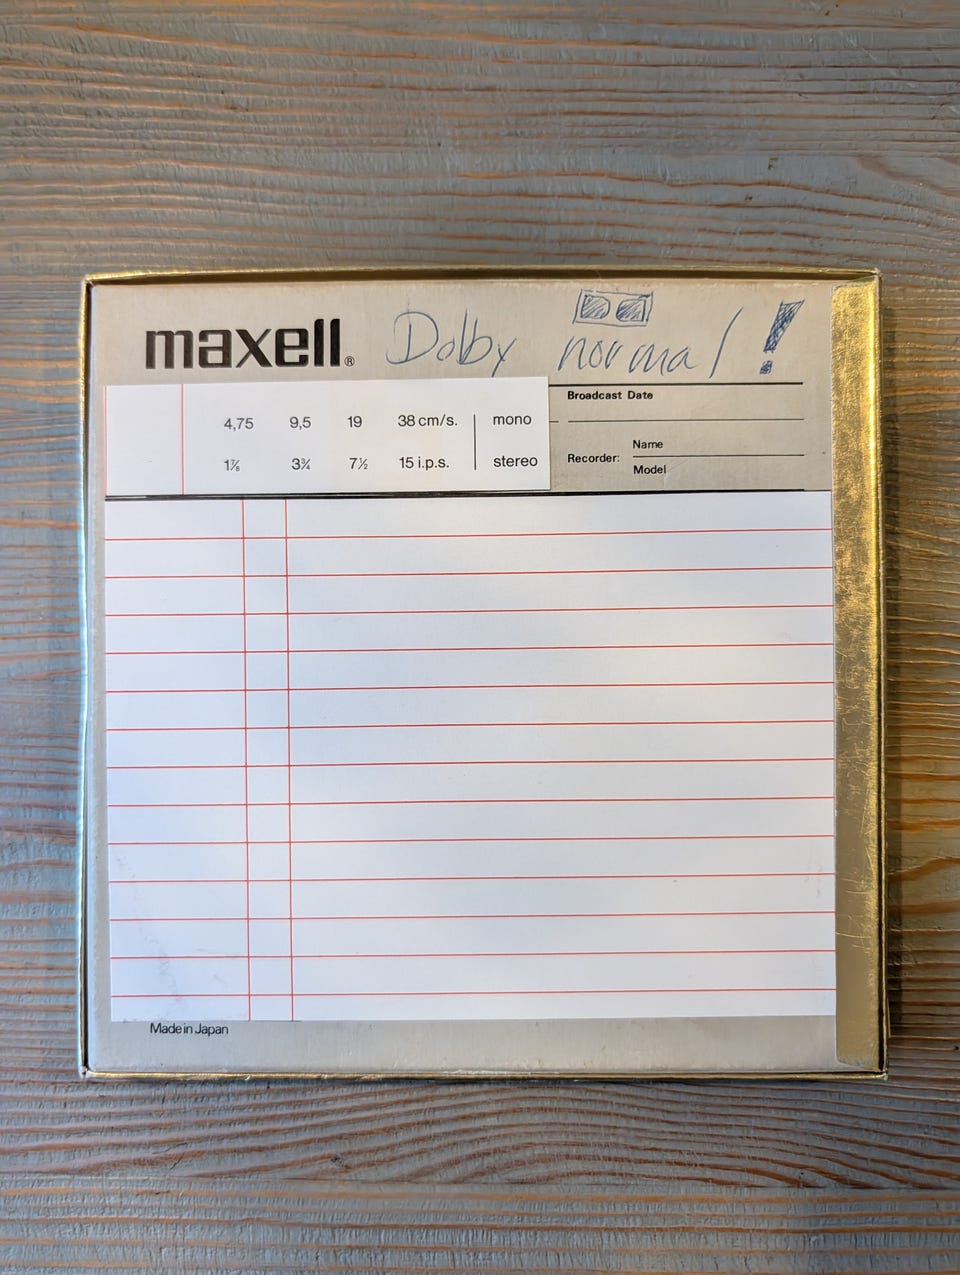 maxell® Dolby normal!
Broadcast Date
4,75 9,5 19 38 cm/s. mono
Name
Recorder:
1⅞ 3¾ 7½ 15 i.p.s. stereo
Model
Made in Japan